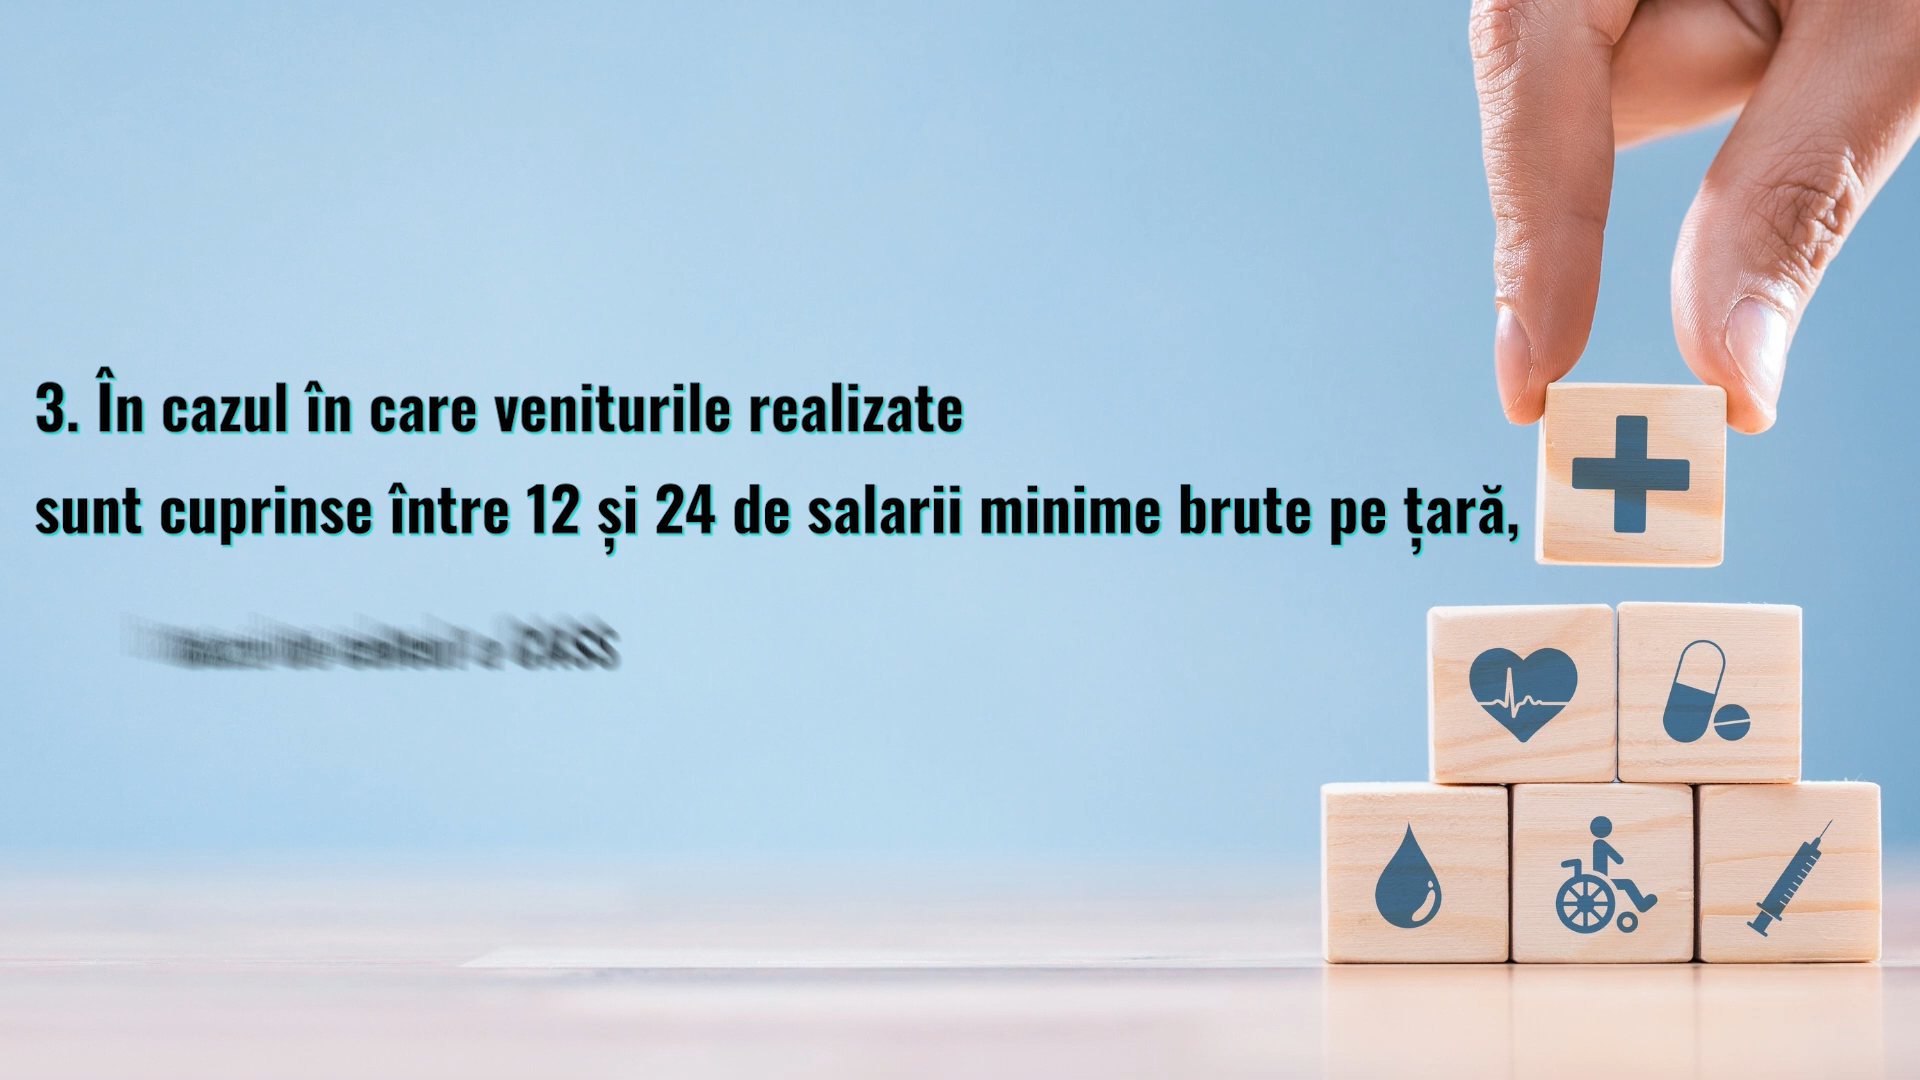 3. În cazul în care veniturile realizate
sunt cuprinse între 12 și 24 de salarii minime brute pe țară,
CASS